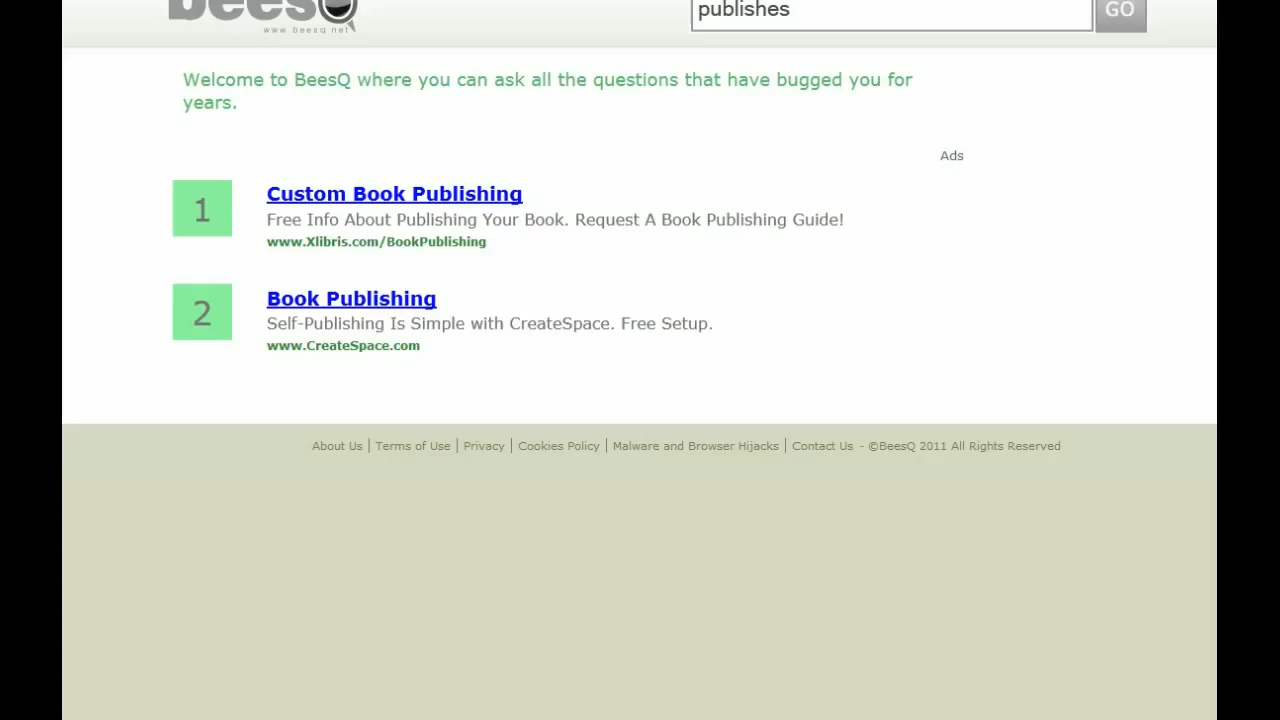 beesQ
publishes
GO
www beesq net
Welcome to BeesQ where you can ask all the questions that have bugged you for
years.
Ads
1
Custom Book Publishing
Free Info About Publishing Your Book. Request A Book Publishing Guide!
www.Xlibris.com/BookPublishing
2
Book Publishing
Self-Publishing Is Simple with CreateSpace. Free Setup.
www.CreateSpace.com
About Us | Terms of Use | Privacy | Cookies Policy | Malware and Browser Hijacks | Contact Us - ©BeesQ 2011 All Rights Reserved